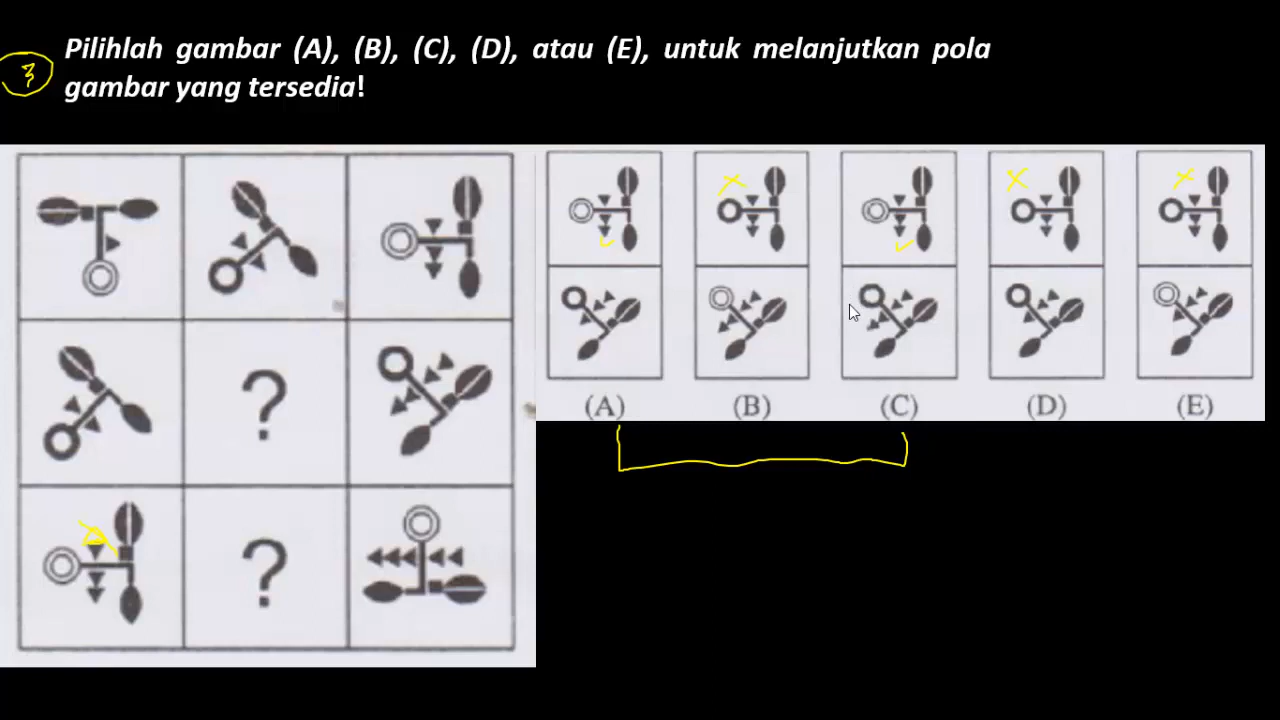 Pilihlah gambar (A), (B), (C), (D), atau (E), untuk melanjutkan pola
3
gambar yang tersedia!
?
?
(A) (B) (C) (D) (E)